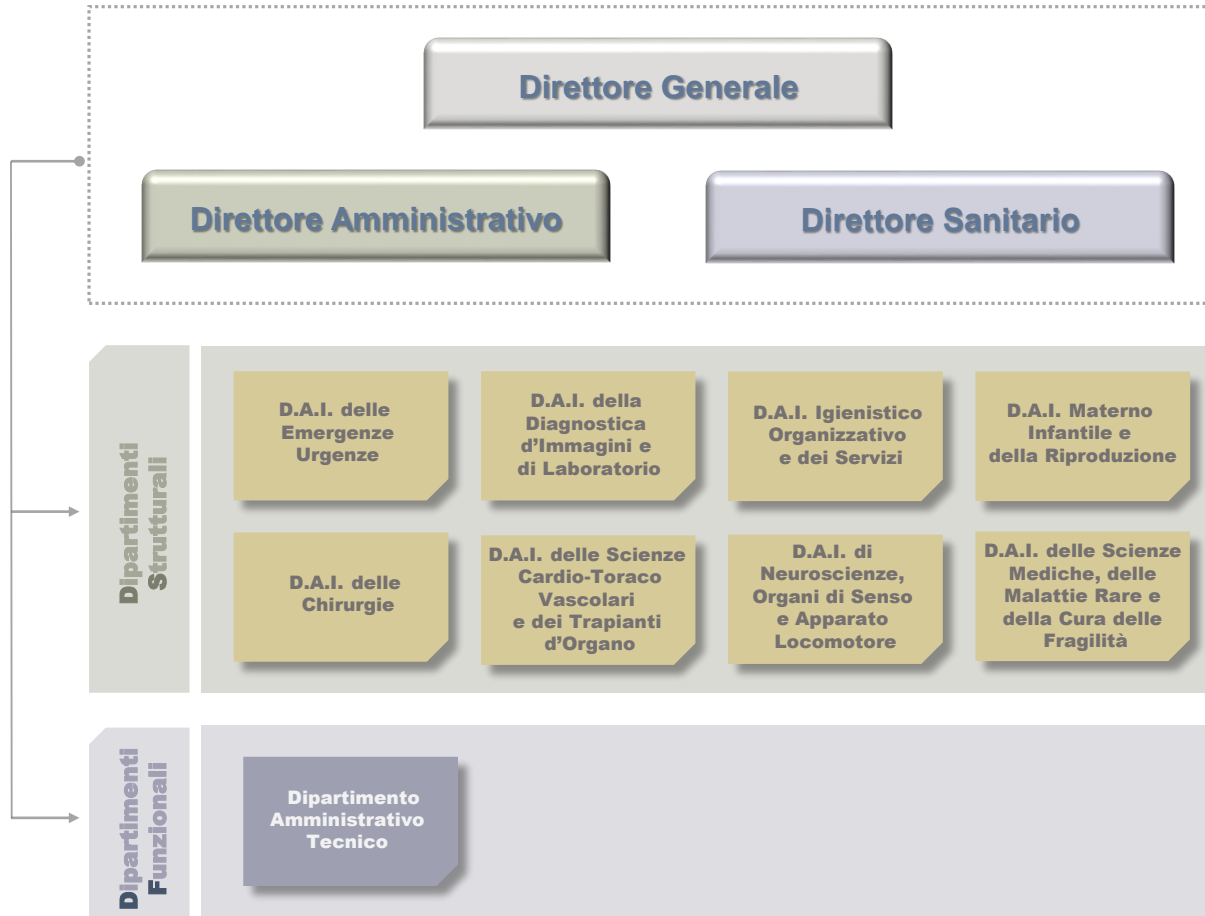 Direttore Generale
Direttore Amministrativo
Direttore Sanitario
Dipartimenti
Strutturali
D.A.I. delle
Emergenze
Urgenze
D.A.I. della
Diagnostica
d’Immagini e
di Laboratorio
D.A.I. Igienistico
Organizzativo
e dei Servizi
D.A.I. Materno
Infantile e
della Riproduzione
D.A.I. delle
Chirurgie
D.A.I. delle Scienze
Cardio-Toraco
Vascolari
e dei Trapianti
d’Organo
D.A.I. di
Neuroscienze,
Organi di Senso
e Apparato
Locomotore
D.A.I. delle Scienze
Mediche, delle
Malattie Rare e
della Cura delle
Fragilità
Dipartimenti
Funzionali
Dipartimento
Amministrativo
Tecnico